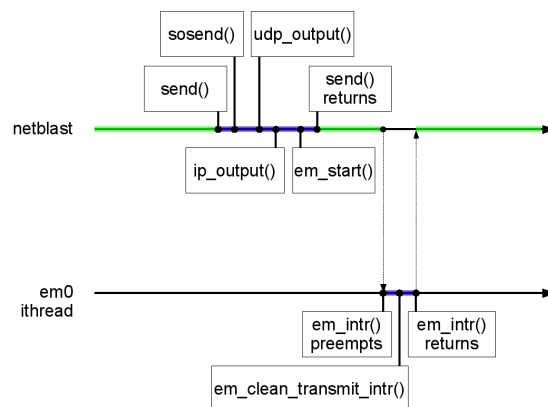 sosend()
udp_output()
send()
send()
returns
netblast
ip_output()
em_start()
em0
ithread
em_intr()
preempts
em_intr()
returns
em_clean_transmit_intr()